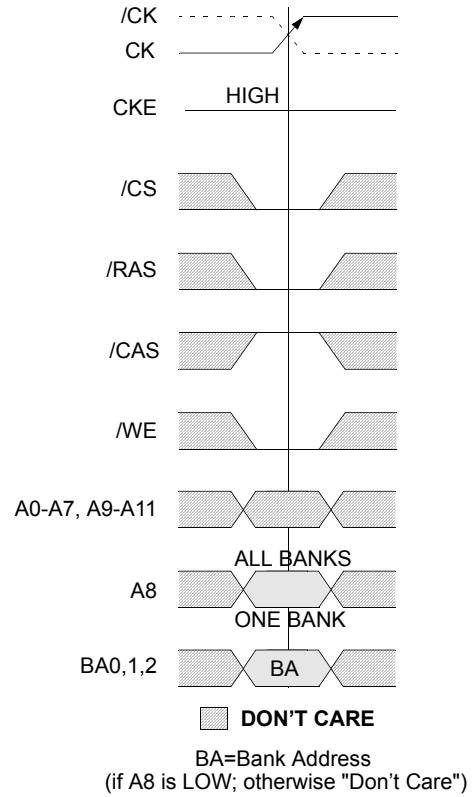 /CK
CK
CKE HIGH
/CS
/RAS
/CAS
/WE
A0-A7, A9-A11
ALL BANKS
A8
ONE BANK
BA0,1,2 BA
DON'T CARE
BA=Bank Address
(if A8 is LOW; otherwise "Don't Care")